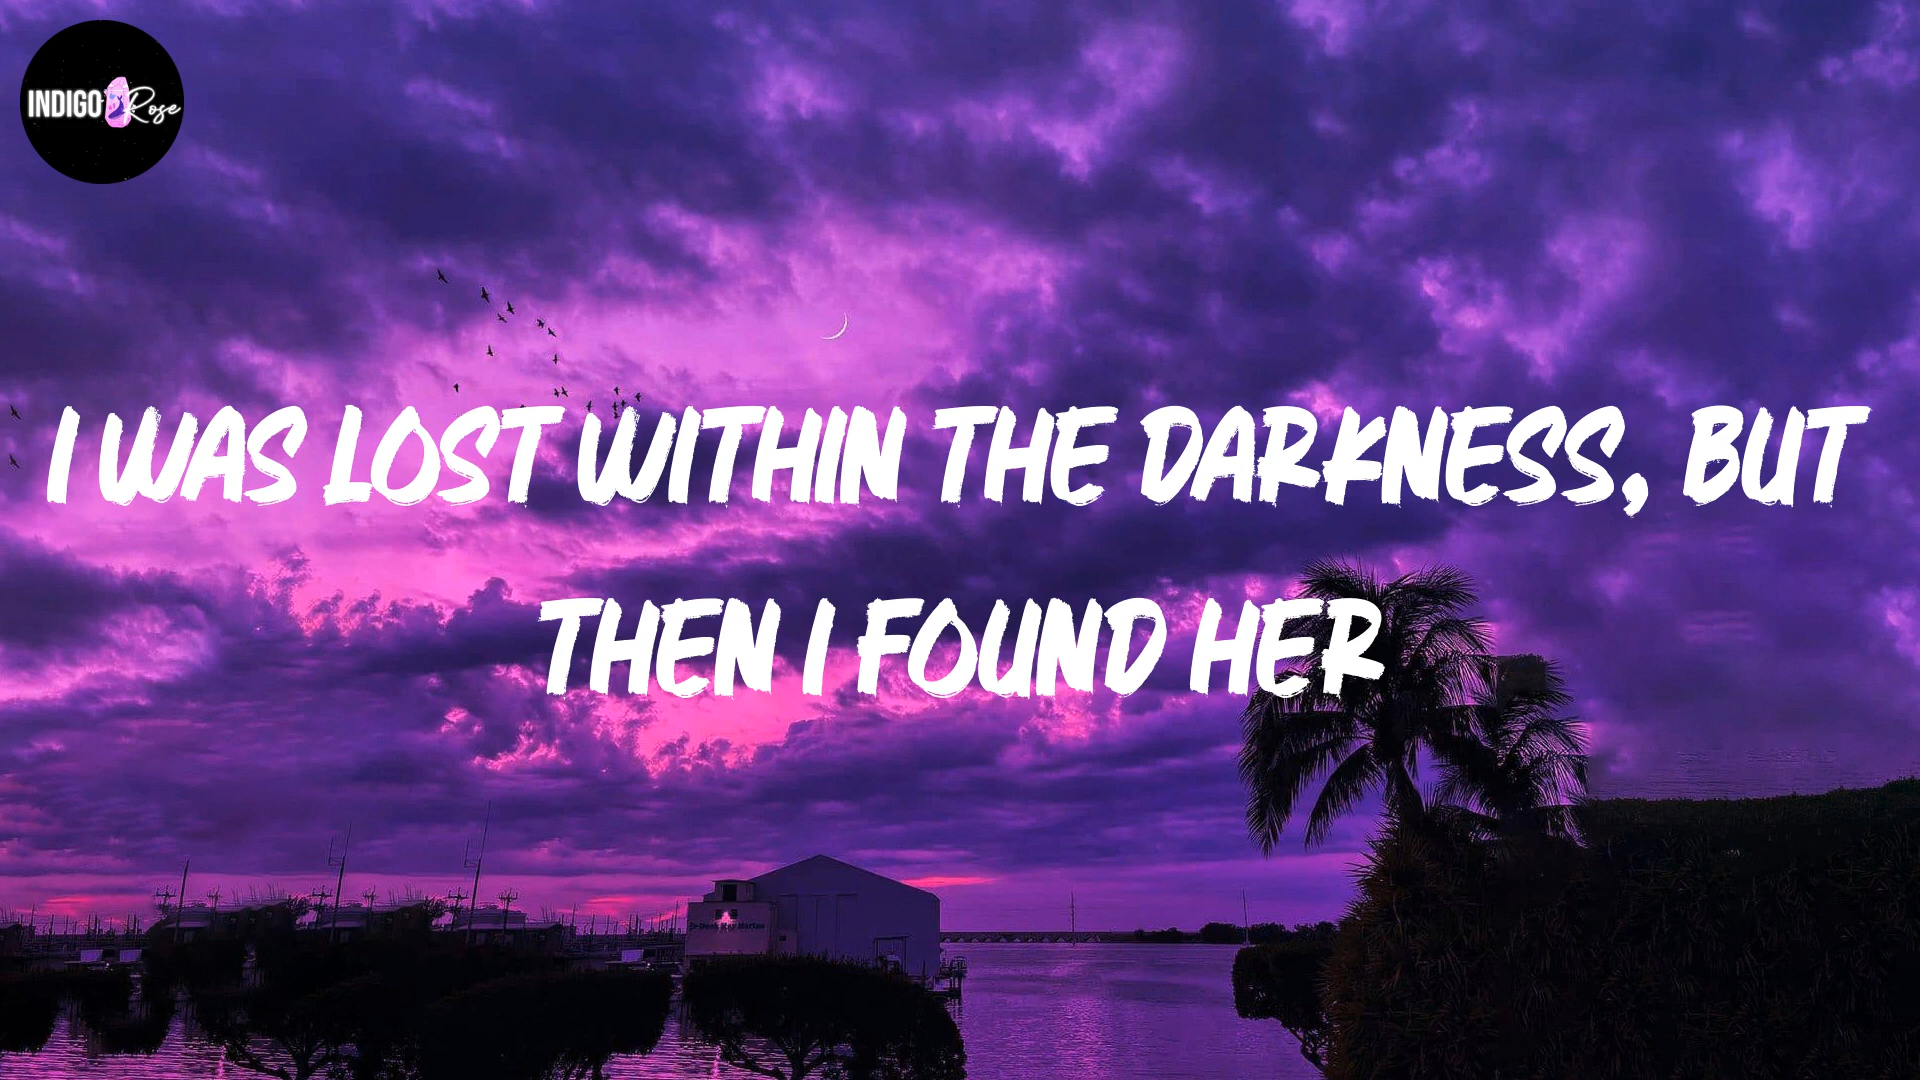 INDIGO Rose
I WAS LOST WITHIN THE DARKNESS, BUT
THEN I FOUND HER